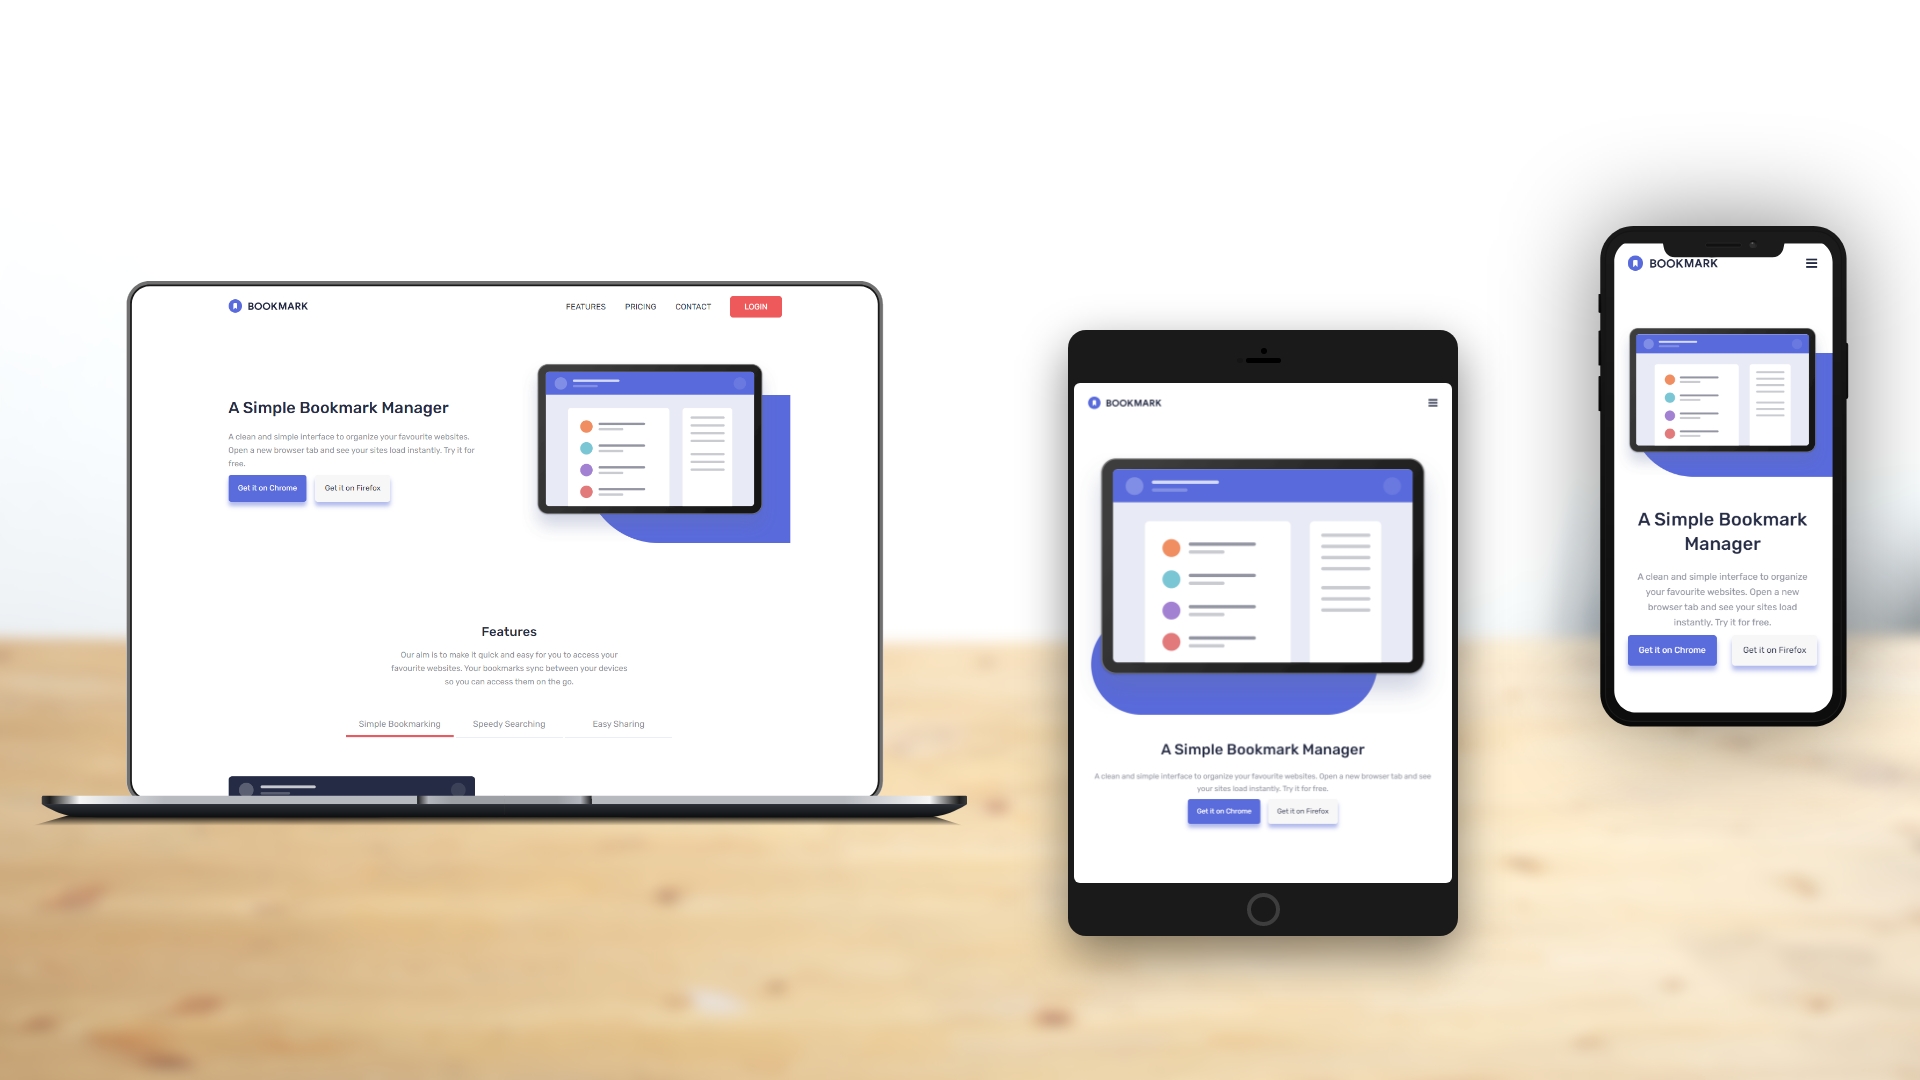 BOOKMARK
FEATURES PRICING CONTACT LOGIN
A Simple Bookmark Manager
A clean and simple interface to organize your favourite websites.
Open a new browser tab and see your sites load instantly. Try it for
free.
Get it on Chrome Get it on Firefox
Features
Our aim is to make it quick and easy for you to access your
favourite websites. Your bookmarks sync between your devices
so you can access them on the go.
Simple Bookmarking Speedy Searching Easy Sharing
BOOKMARK
A Simple Bookmark Manager
A clean and simple interface to organize your favourite websites. Open a new browser tab and see
your sites load instantly. Try it for free.
Get it on Chrome Get it on Firefox
BOOKMARK
A Simple Bookmark
Manager
A clean and simple interface to organize
your favourite websites. Open a new
browser tab and see your sites load
instantly. Try it for free.
Get it on Chrome Get it on Firefox